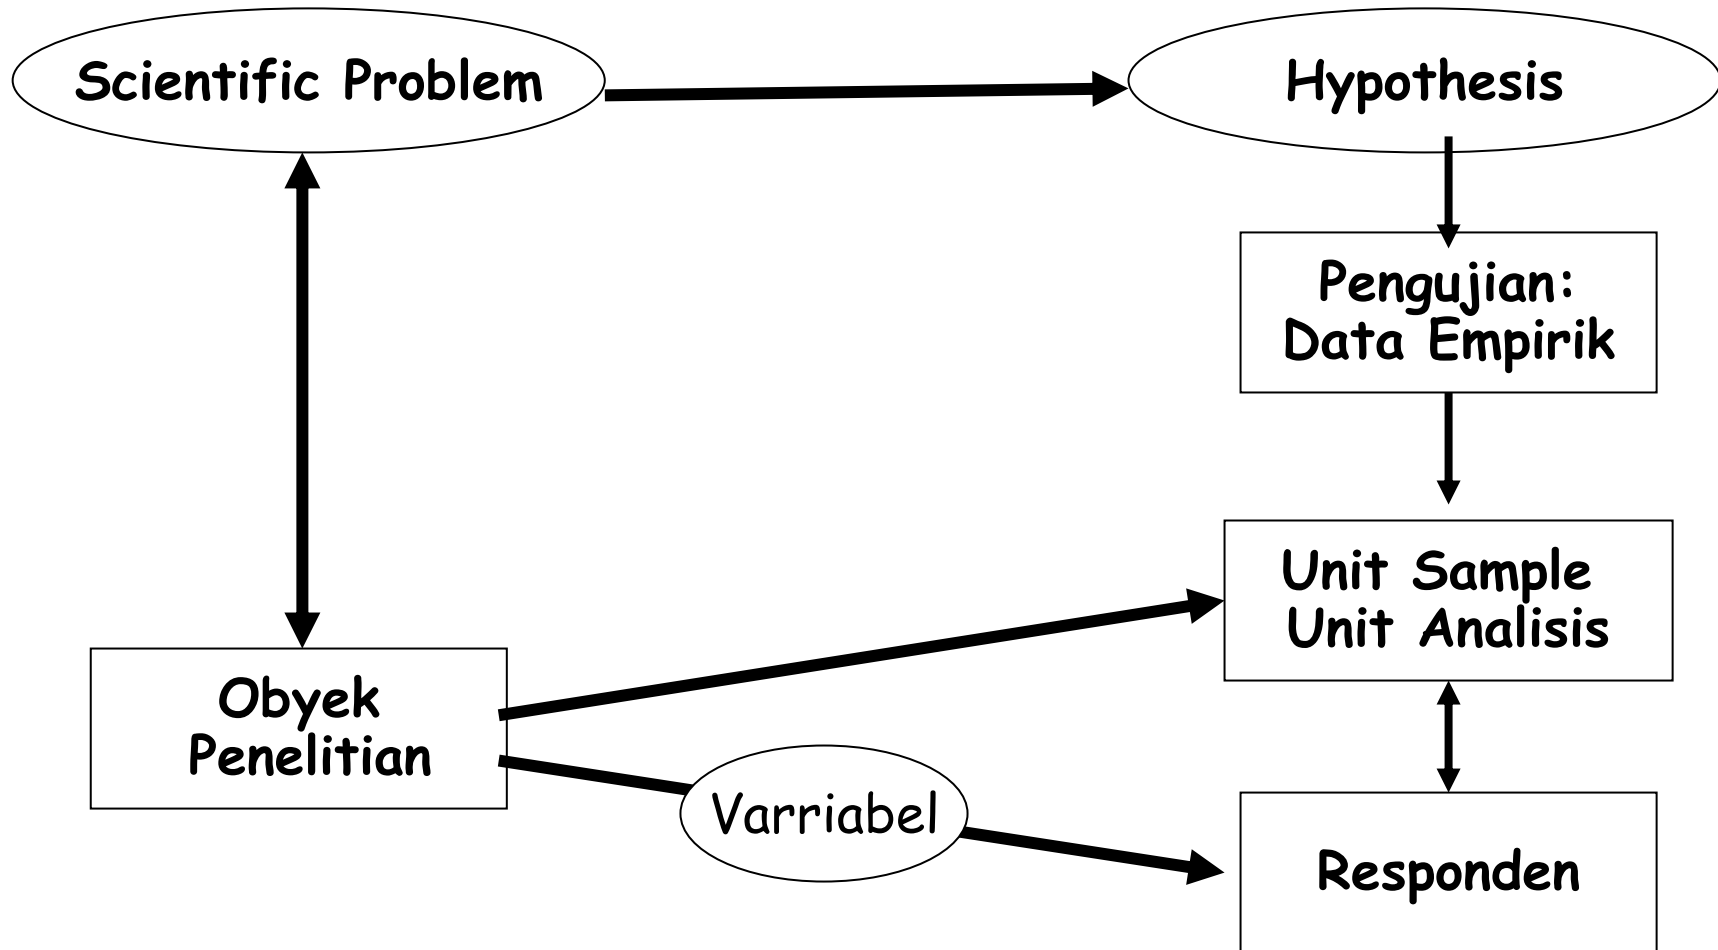 Scientific Problem
Hypothesis
Pengujian:
Data Empirik
Unit Sample
Unit Analisis
Obyek
Penelitian
Varriabel
Responden